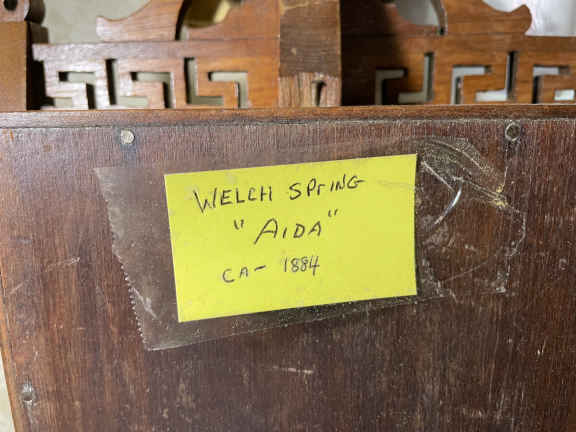 WELCH SPrING
"AIDA"
CA- 1884